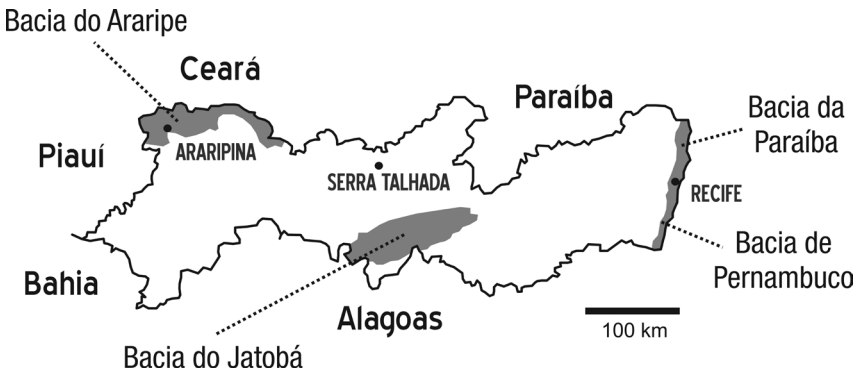 Bacia do Araripe
Ceará
Paraíba
Bacia da
Paraíba
Piauí
ARARIPINA
SERRA TALHADA
RECIFE
Bacia de
Pernambuco
Bahia
Alagoas
100 km
Bacia do Jatobá